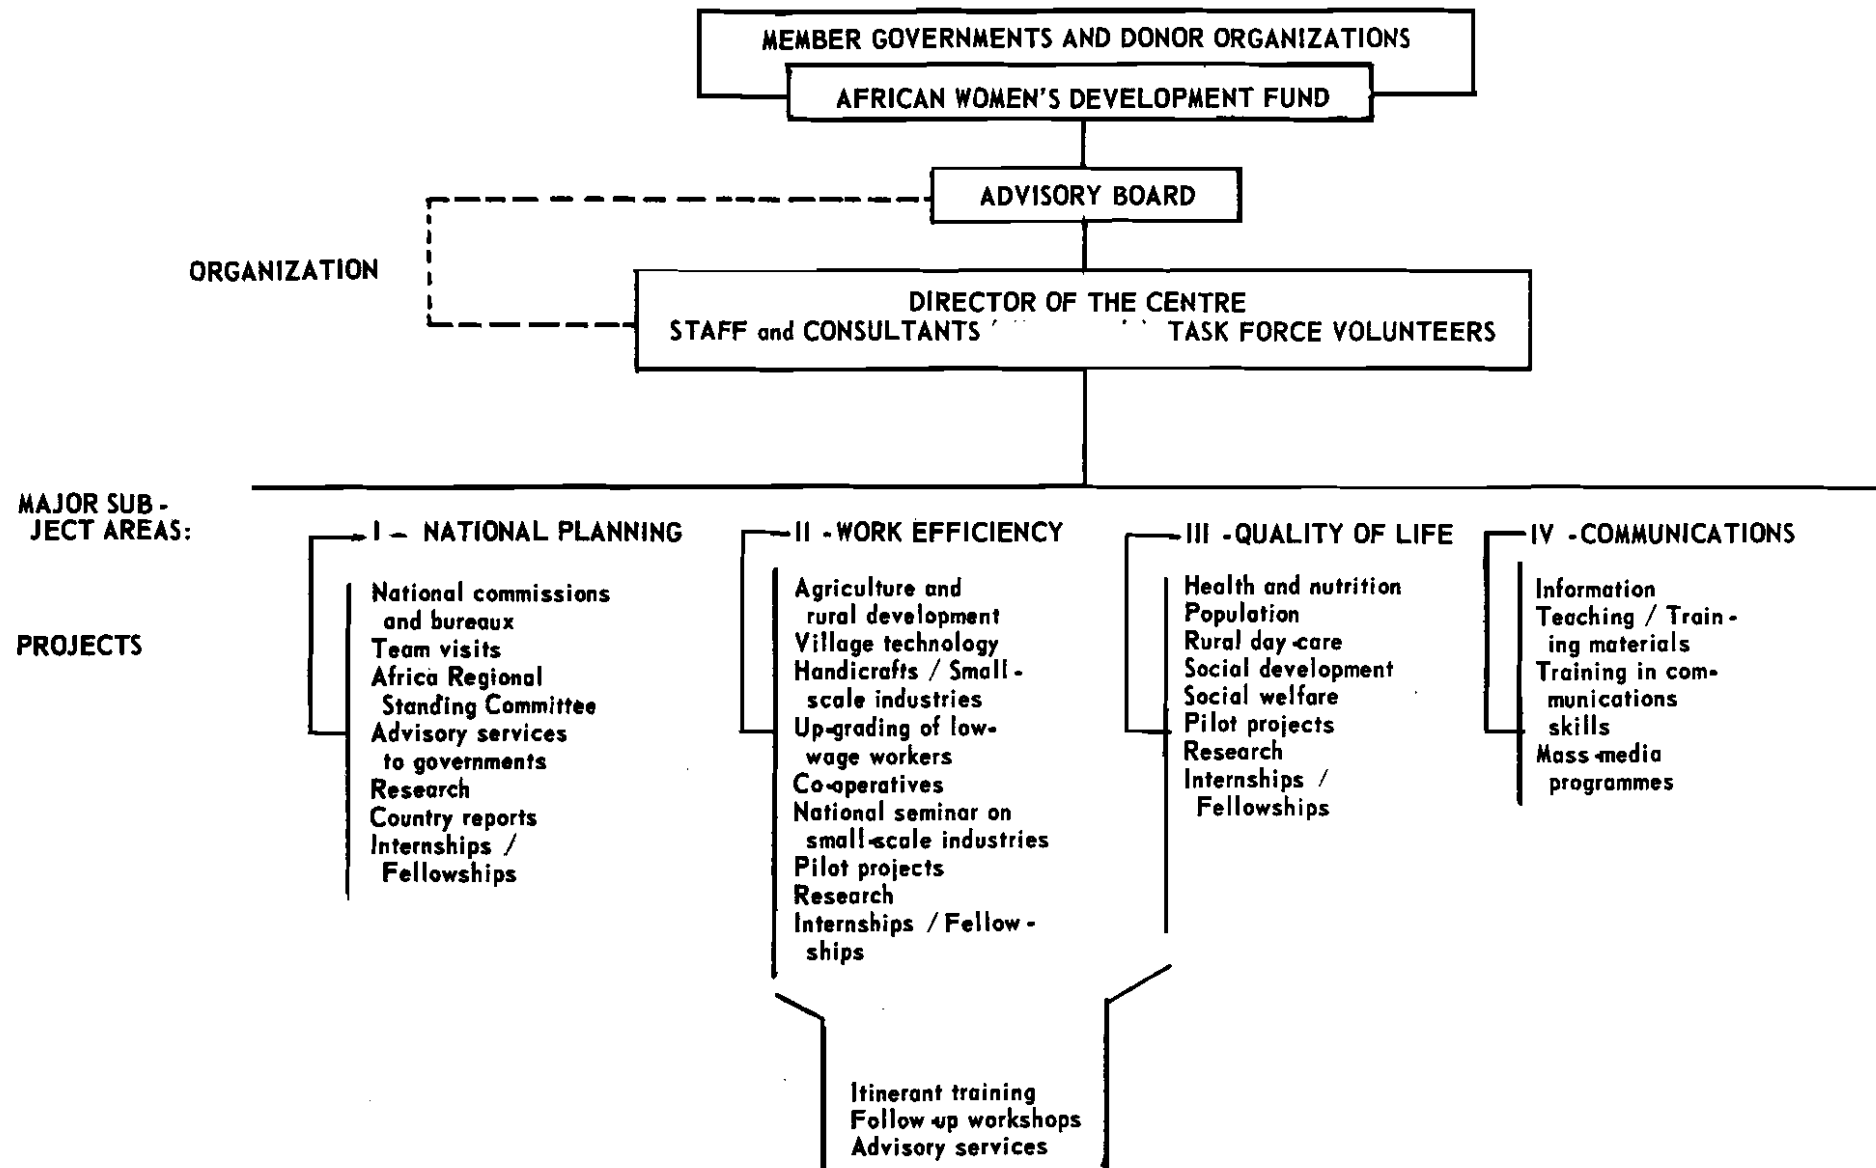 MEMBER GOVERNMENTS AND DONOR ORGANIZATIONS
AFRICAN WOMEN'S DEVELOPMENT FUND
ADVISORY BOARD
ORGANIZATION
DIRECTOR OF THE CENTRE
STAFF and CONSULTANTS TASK FORCE VOLUNTEERS
MAJOR SUB-
JECT AREAS:
PROJECTS
I - NATIONAL PLANNING
National commissions
and bureaux
Team visits
Africa Regional
Standing Committee
Advisory services
to governments
Research
Country reports
Internships /
Fellowships
II - WORK EFFICIENCY
Agriculture and
rural development
Village technology
Handicrafts / Small-
scale industries
Up-grading of low-
wage workers
Co-operatives
National seminar on
small-scale industries
Pilot projects
Research
Internships / Fellow-
ships
III - QUALITY OF LIFE
Health and nutrition
Population
Rural day-care
Social development
Social welfare
Pilot projects
Research
Internships /
Fellowships
IV - COMMUNICATIONS
Information
Teaching / Train-
ing materials
Training in com-
munications
skills
Mass-media
programmes
Itinerant training
Follow-up workshops
Advisory services